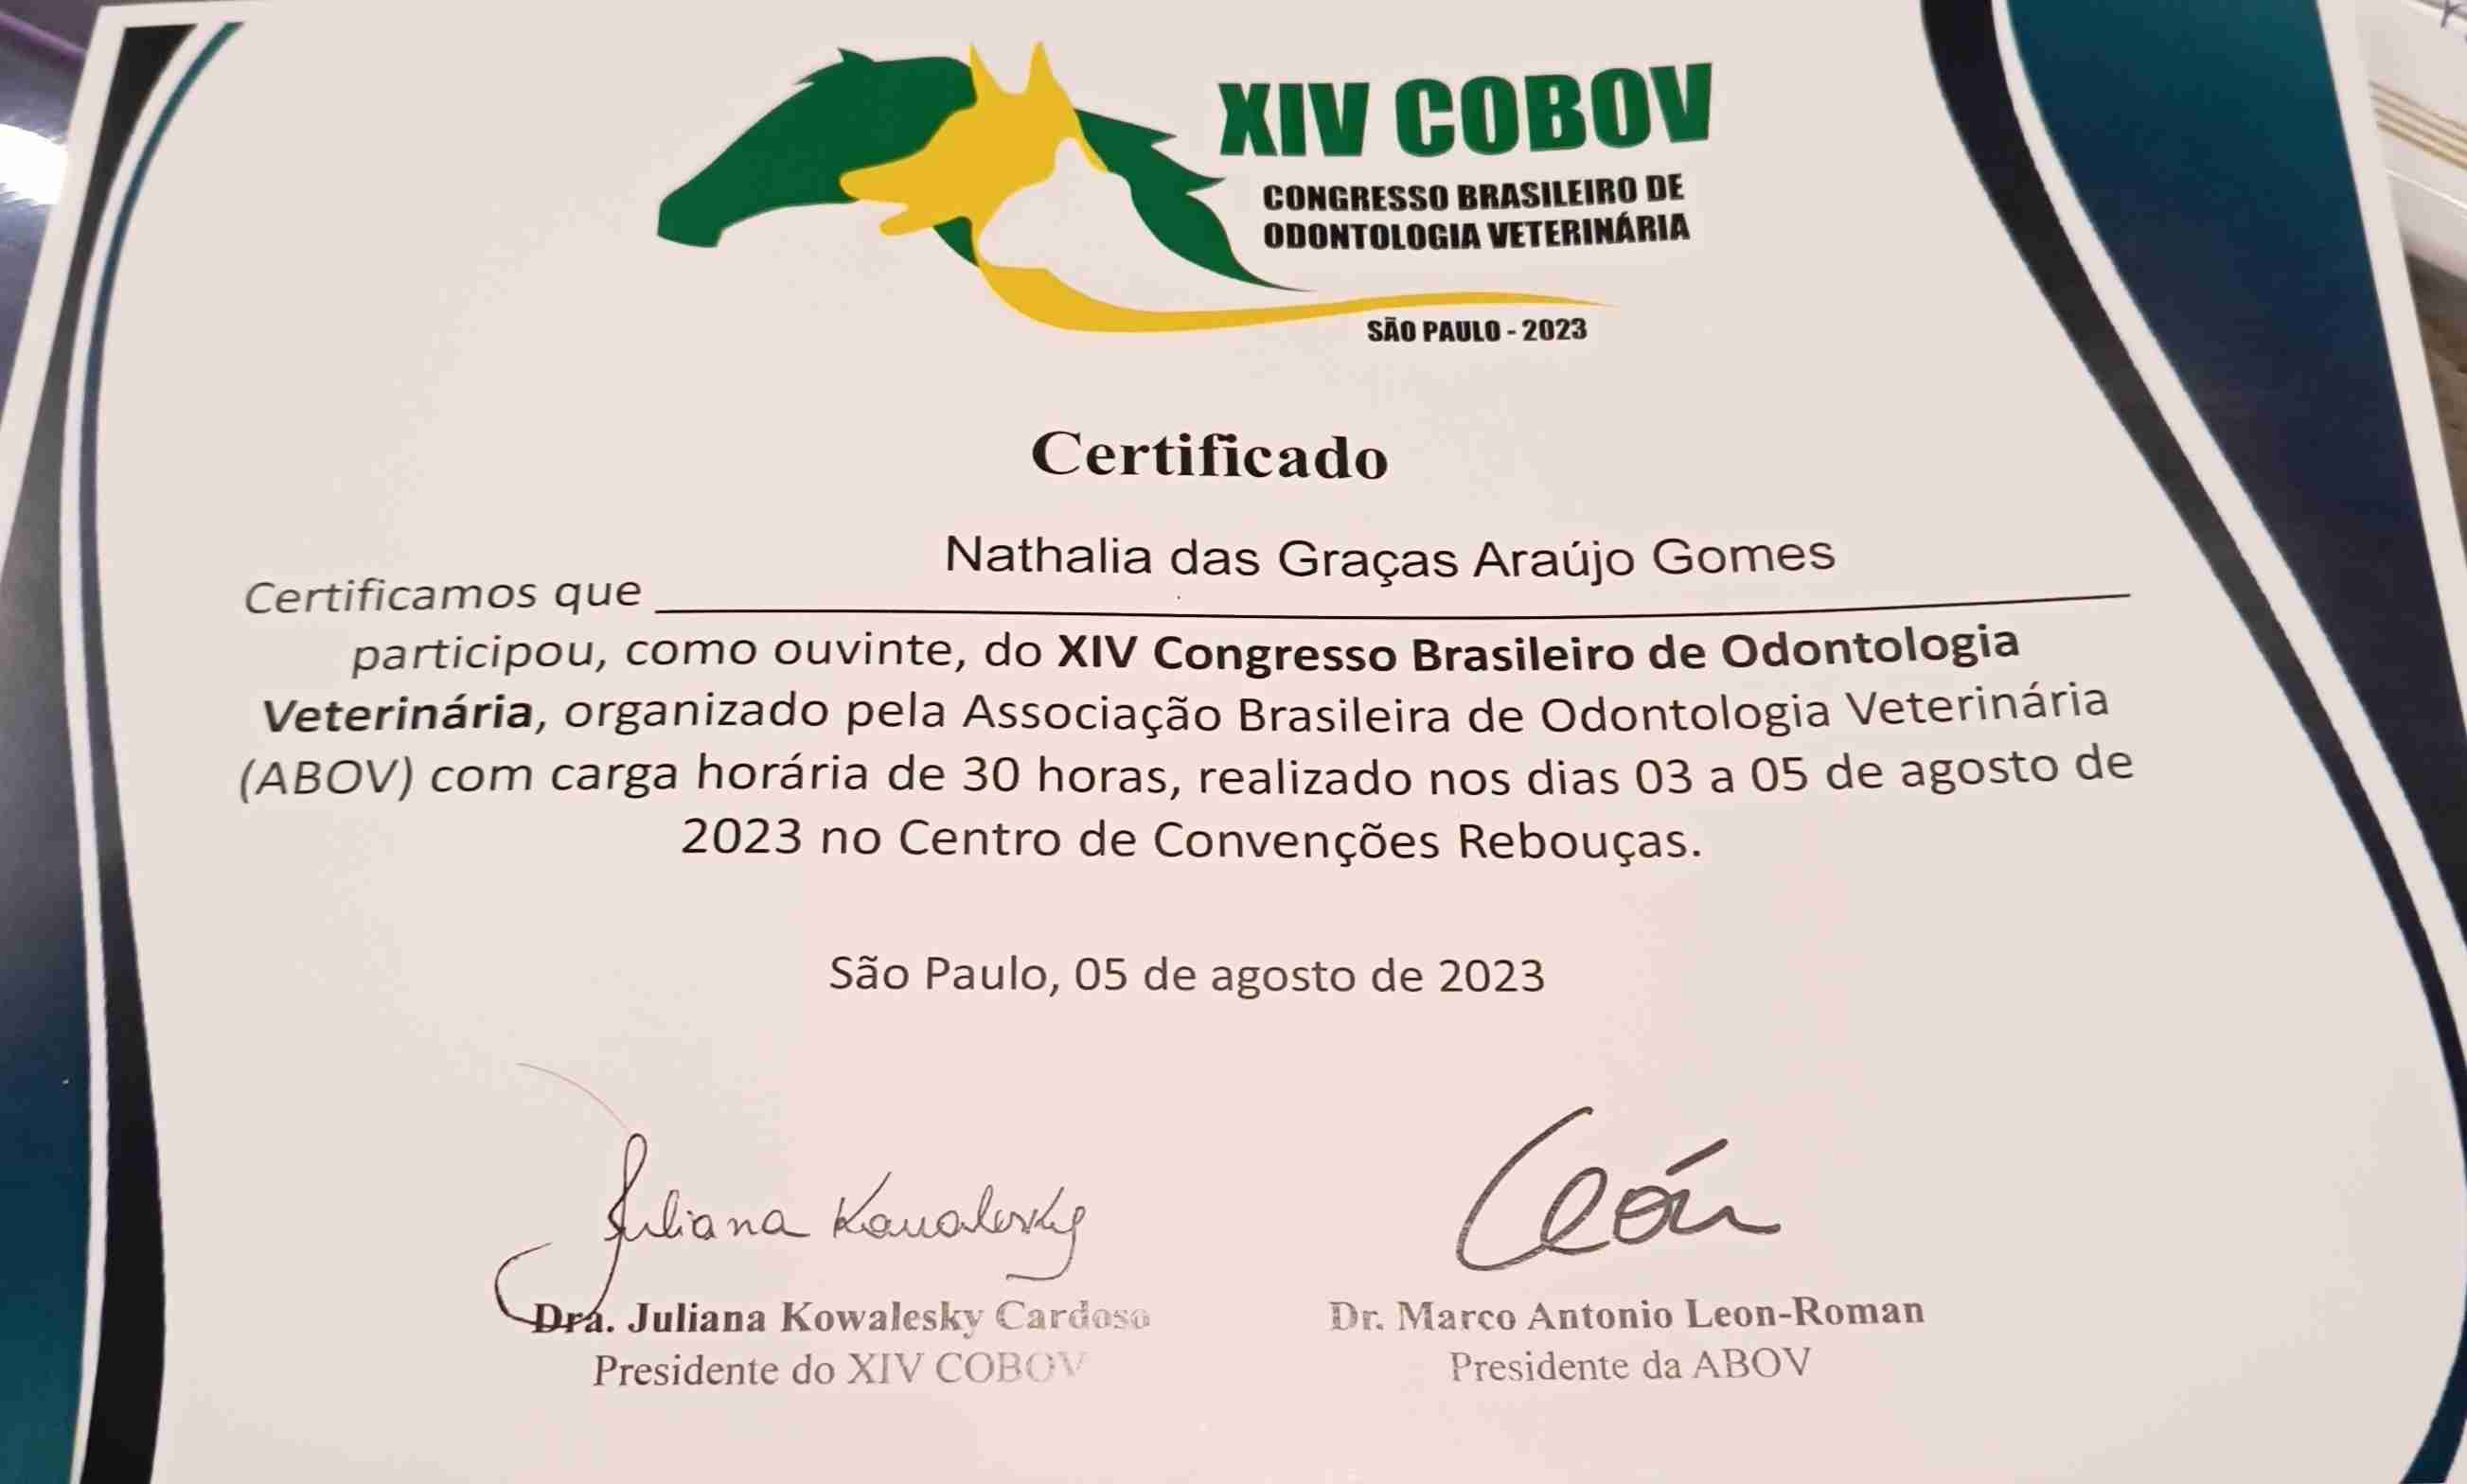 XIV COBOV
CONGRESSO BRASILEIRO DE
ODONTOLOGIA VETERINÁRIA
SÃO PAULO - 2023
Certificado
Nathalia das Graças Araújo Gomes
Certificamos que
participou, como ouvinte, do XIV Congresso Brasileiro de Odontologia
Veterinária, organizado pela Associação Brasileira de Odontologia Veterinária
(ABOV) com carga horária de 30 horas, realizado nos dias 03 a 05 de agosto de
2023 no Centro de Convenções Rebouças.
São Paulo, 05 de agosto de 2023
Juliana Kowalesky
León
Dra. Juliana Kowalesky Cardoso
Presidente do XIV COBOV
Dr. Marco Antonio Leon-Roman
Presidente da ABOV